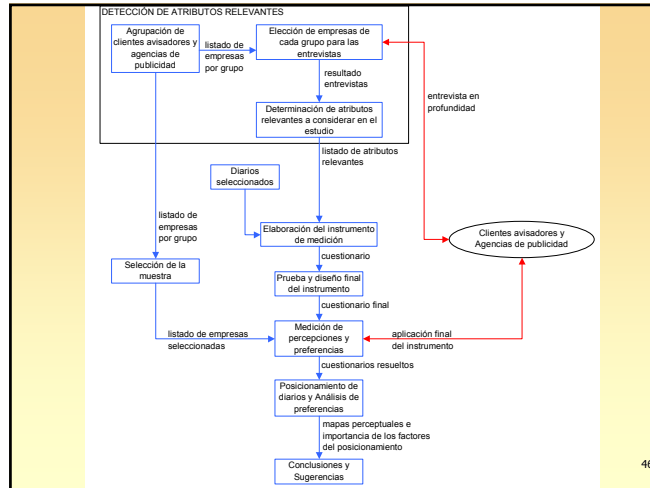 DETECCIÓN DE ATRIBUTOS RELEVANTES
Agrupación de
clientes avisadores y
agencias de
publicidad
listado de
empresas
por grupo
Elección de empresas de
cada grupo para las
entrevistas
resultado
entrevistas
entrevista en
profundidad
Determinación de atributos
relevantes a considerar en el
estudio
listado de atributos
relevantes
Diarios
seleccionados
listado de
empresas
por grupo
Elaboración del instrumento
de medición
Clientes avisadores y
Agencias de publicidad
cuestionario
Selección de la
muestra
Prueba y diseño final
del instrumento
cuestionario final
listado de empresas
seleccionadas
Medición de
percepciones y
preferencias
aplicación final
del instrumento
cuestionarios resueltos
Posicionamiento de
diarios y Análisis de
preferencias
mapas perceptuales e
importancia de los factores
del posicionamiento
Conclusiones y
Sugerencias
46